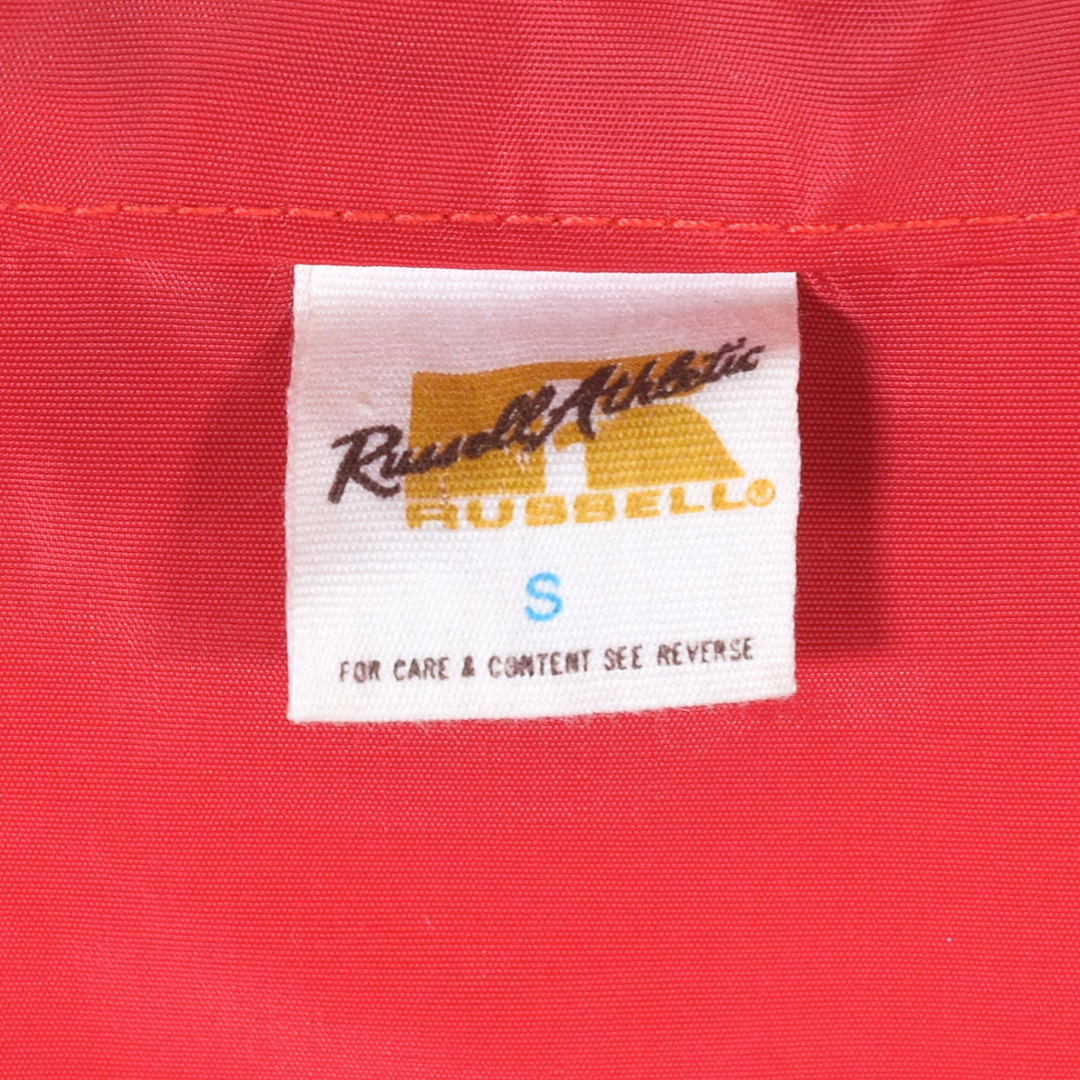 Russell Athletic
R
RUSSELL®
S
FOR CARE & CONTENT SEE REVERSE